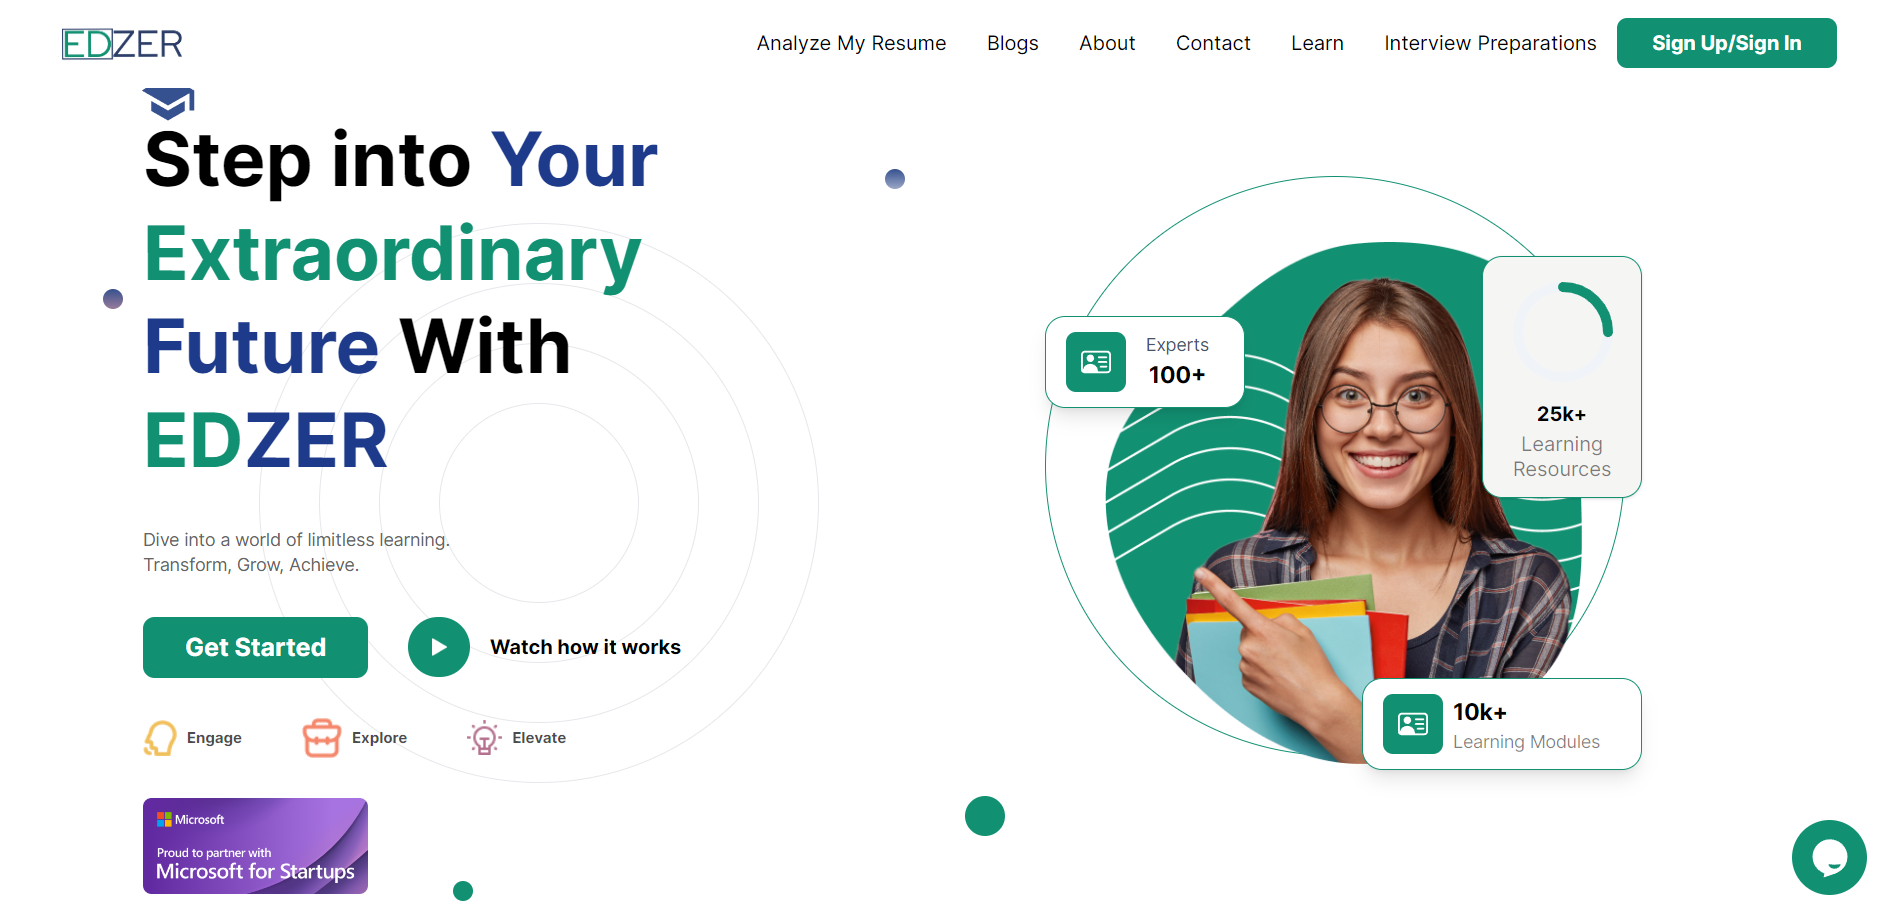 EDZER
Analyze My Resume
Blogs
About
Contact
Learn
Interview Preparations
Sign Up/Sign In
Step into Your
Extraordinary
Future With
EDZER
Dive into a world of limitless learning.
Transform, Grow, Achieve.
Get Started
Watch how it works
Engage
Explore
Elevate
Microsoft
Proud to partner with
Microsoft for Startups
Experts
100+
25k+
Learning
Resources
10k+
Learning Modules